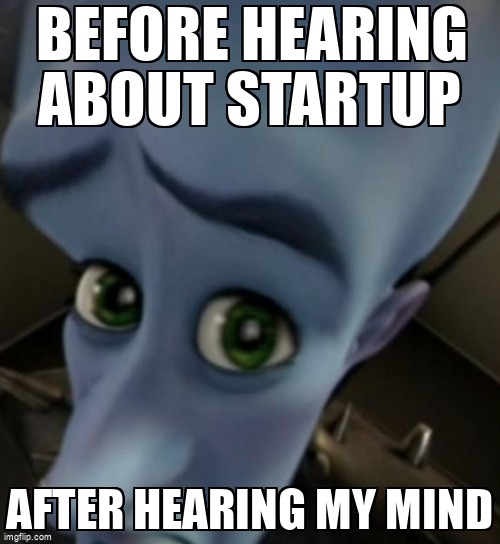 BEFORE HEARING
ABOUT STARTUP
AFTER HEARING MY MIND
imgflip.com